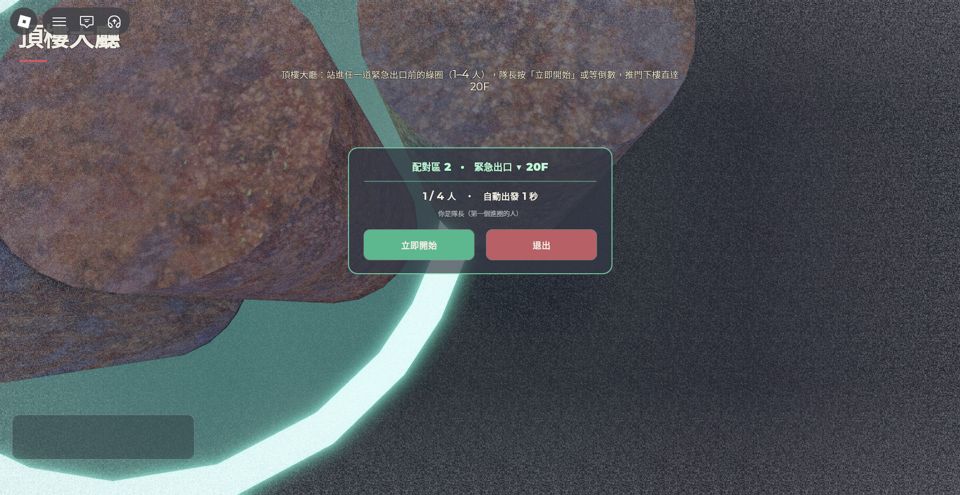 頂樓大廳
頂樓大廳：站進任一道緊急出口前的綠圈（1–4 人），隊長按「立即開始」或等倒數，推門下樓直達
20F
配對區 2 • 緊急出口 ▼ 20F
1 / 4 人 • 自動出發 1 秒
你是隊長（第一個進圈的人）
立即開始
退出